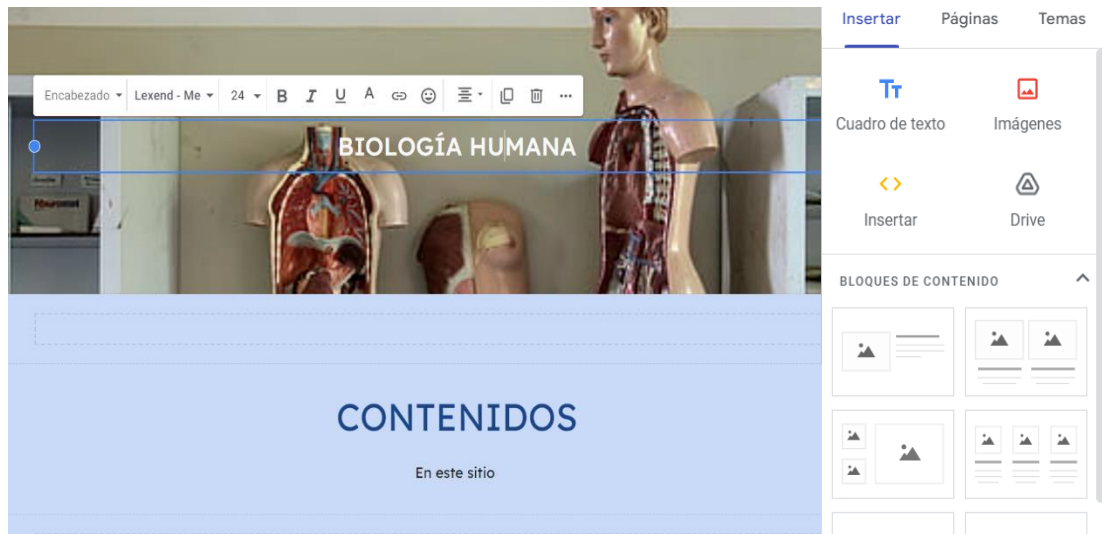 Insertar Páginas Temas
Encabezado Lexend - Me 24 B I U A
Cuadro de texto Imágenes
BIOLOGÍA HUMANA
Insertar Drive
BLOQUES DE CONTENIDO
CONTENIDOS
En este sitio